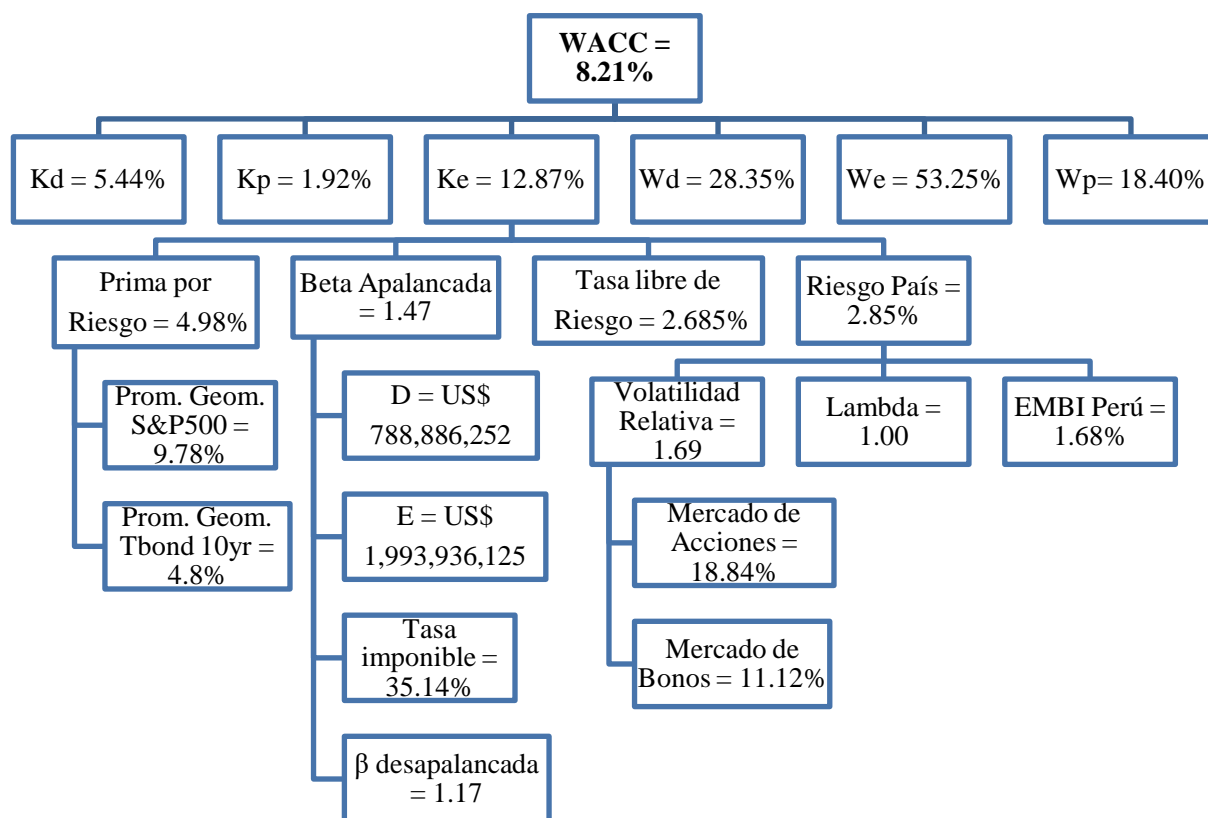 WACC =
8.21%
Kd = 5.44%
Kp = 1.92%
Ke = 12.87%
Wd = 28.35%
We = 53.25%
Wp= 18.40%
Prima por
Riesgo = 4.98%
Beta Apalancada
= 1.47
Tasa libre de
Riesgo = 2.685%
Riesgo País =
2.85%
Prom. Geom.
S&P500 =
9.78%
Prom. Geom.
Tbond 10yr =
4.8%
D = US$
788,886,252
E = US$
1,993,936,125
Tasa
imponible =
35.14%
β desapalancada
= 1.17
Volatilidad
Relativa =
1.69
Lambda =
1.00
EMBI Perú =
1.68%
Mercado de
Acciones =
18.84%
Mercado de
Bonos = 11.12%